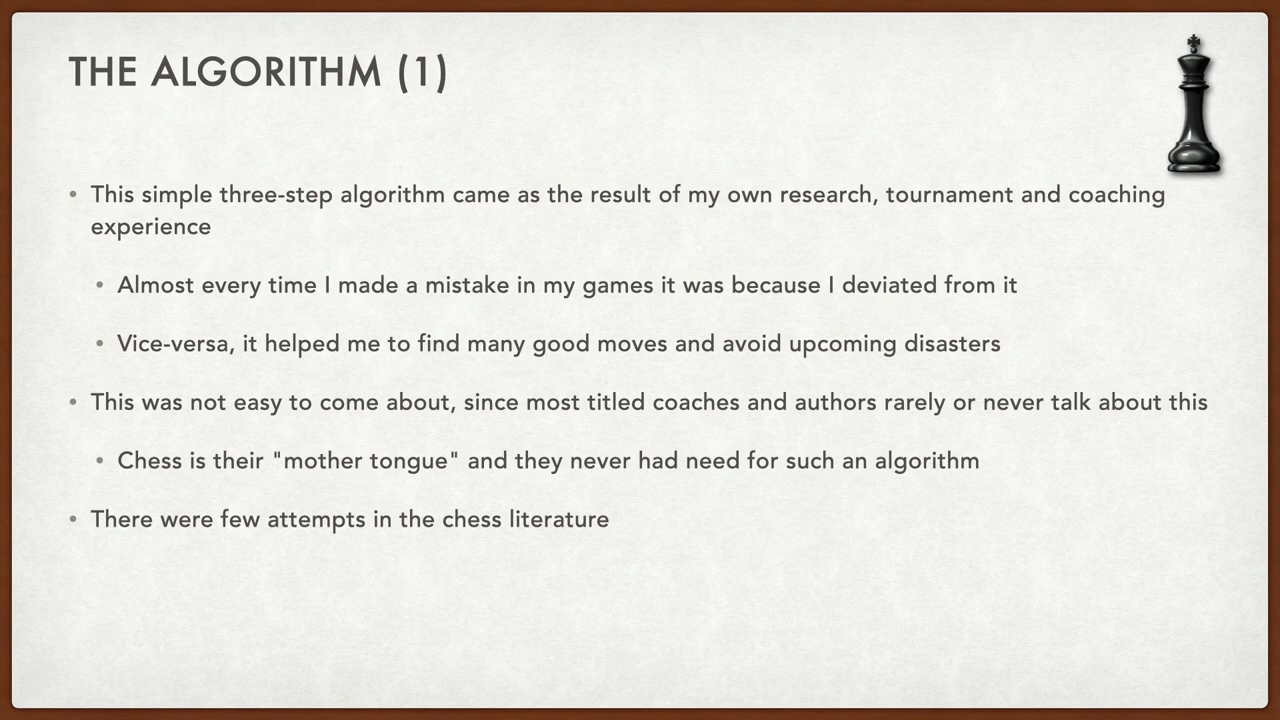 THE ALGORITHM (1)
• This simple three-step algorithm came as the result of my own research, tournament and coaching
experience
• Almost every time I made a mistake in my games it was because I deviated from it
• Vice-versa, it helped me to find many good moves and avoid upcoming disasters
• This was not easy to come about, since most titled coaches and authors rarely or never talk about this
• Chess is their "mother tongue" and they never had need for such an algorithm
• There were few attempts in the chess literature